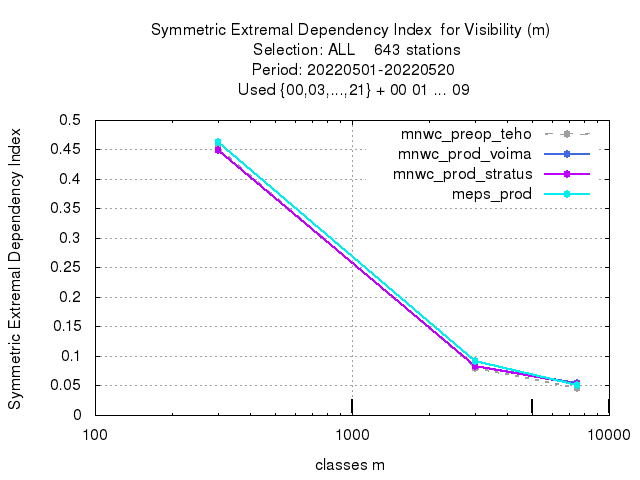 Symmetric Extremal Dependency Index  for Visibility (m)
Selection: ALL    643 stations
Period: 20220501-20220520
Used {00,03,...,21} + 00 01 ... 09
Symmetric Extremal Dependency Index
0.5
0.45
0.4
0.35
0.3
0.25
0.2
0.15
0.1
0.05
0
mnwc_preop_teho
mnwc_prod_voima
mnwc_prod_stratus
meps_prod
100 1000 10000
classes m